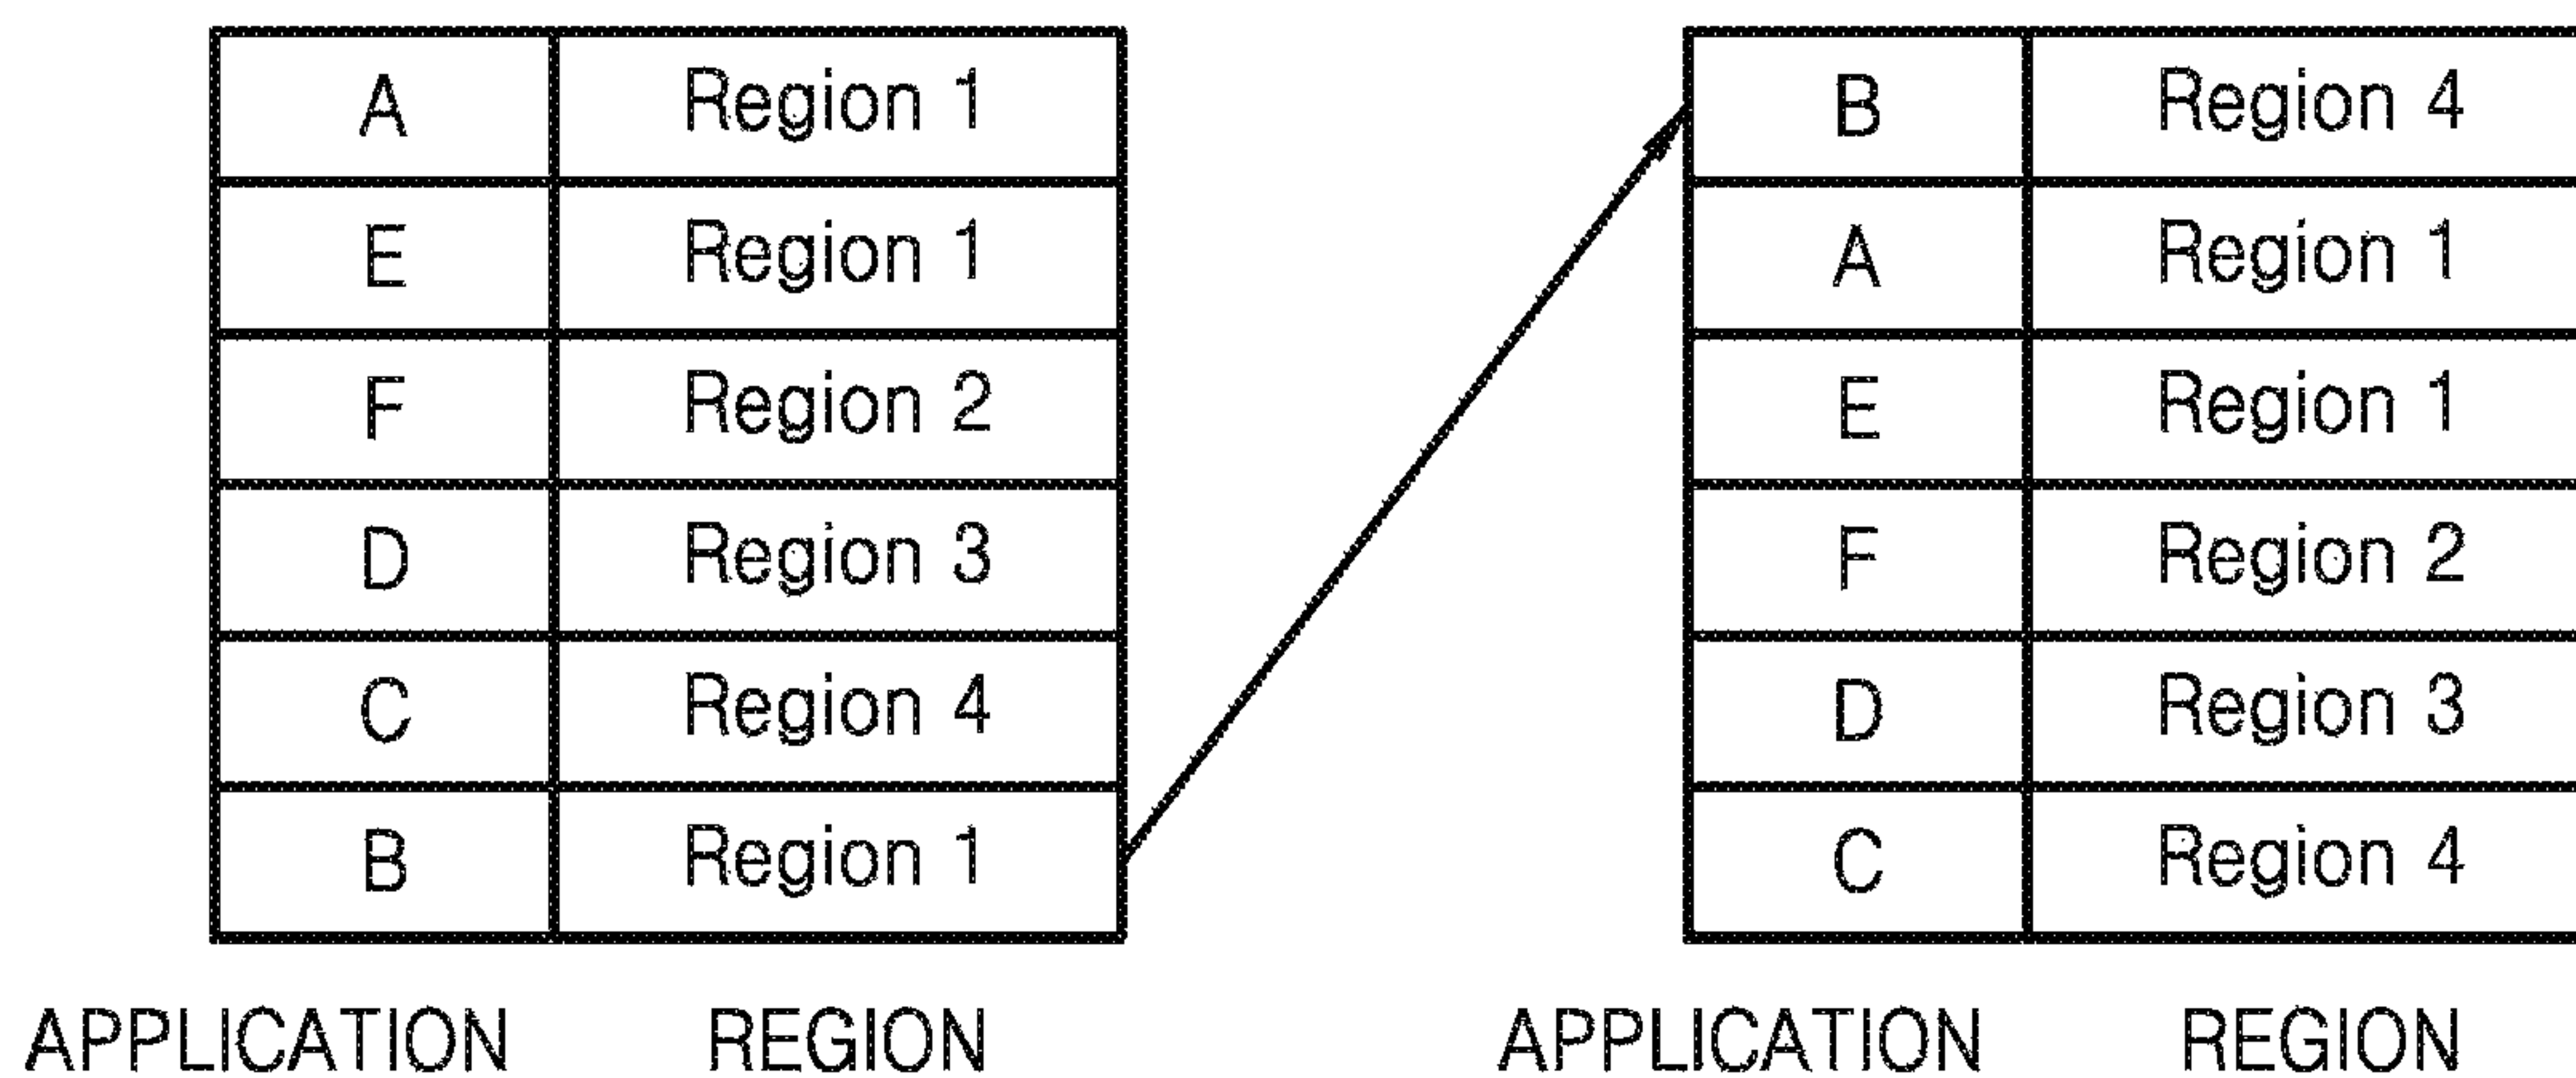 A Region 1 B Region 4
E Region 1 A Region 1
F Region 2 E Region 1
D Region 3 F Region 2
C Region 4 D Region 3
B Region 1 C Region 4
APPLICATION REGION APPLICATION REGION